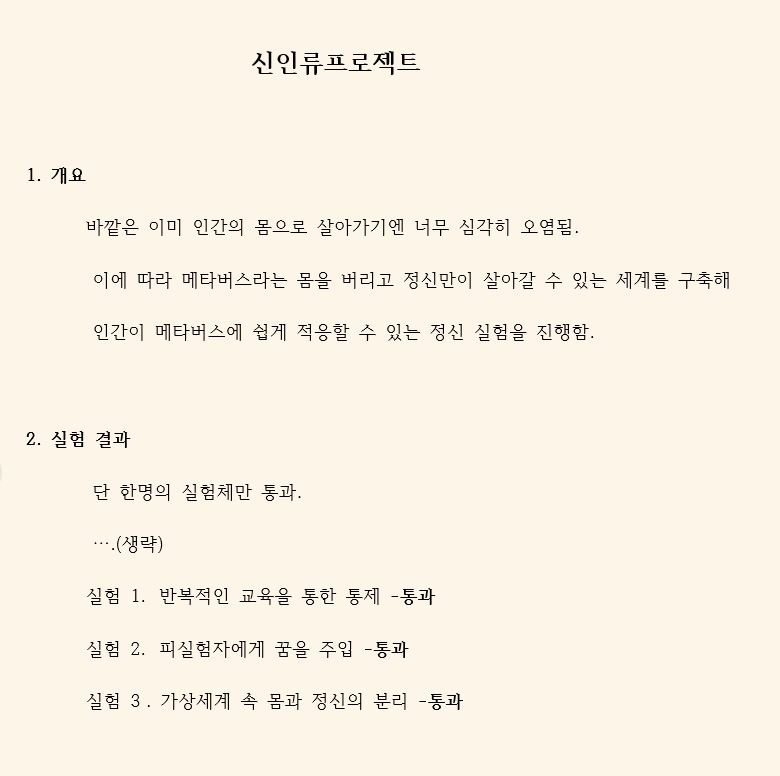 신인류프로젝트
1. 개요
바깥은 이미 인간의 몸으로 살아가기엔 너무 심각히 오염됨.
이에 따라 메타버스라는 몸을 버리고 정신만이 살아갈 수 있는 세계를 구축해
인간이 메타버스에 쉽게 적응할 수 있는 정신 실험을 진행함.
2. 실험 결과
단 한명의 실험체만 통과.
….(생략)
실험 1. 반복적인 교육을 통한 통제 -통과
실험 2. 피실험자에게 꿈을 주입 -통과
실험 3. 가상세계 속 몸과 정신의 분리 -통과